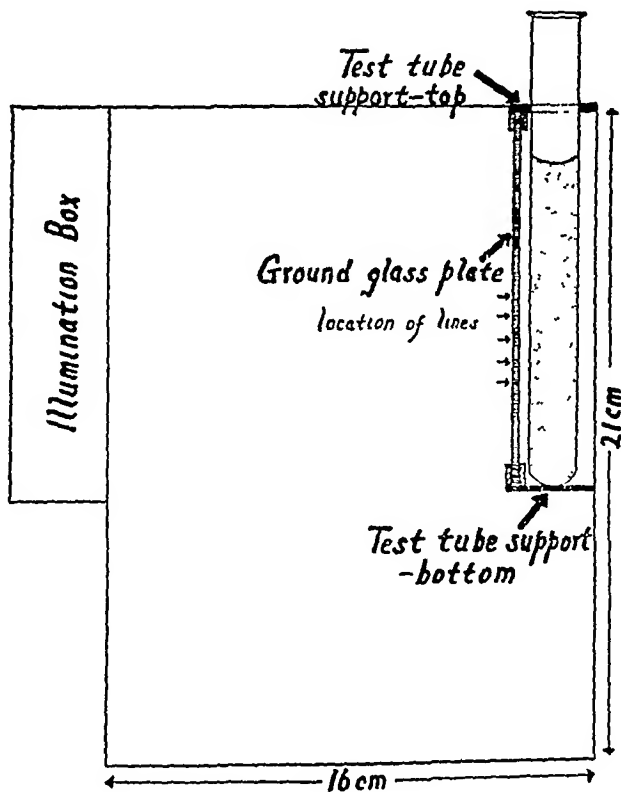 Test tube
support-top
Illumination Box
Ground glass plate
location of lines
21cm
Test tube support
-bottom
16cm